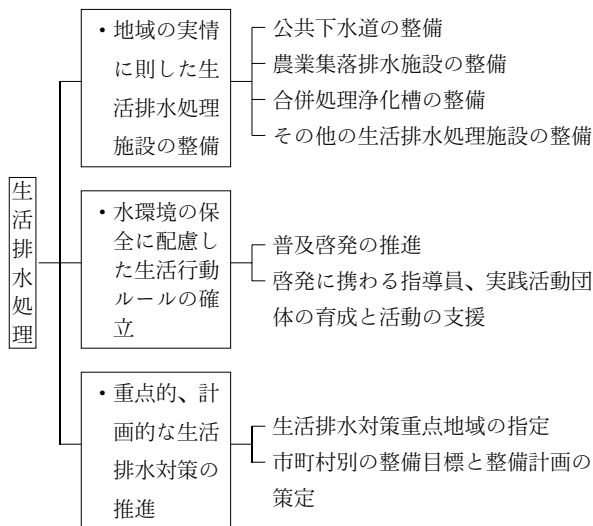 生活排水処理
・地域の実情
に則した生
活排水処理
施設の整備
公共下水道の整備
農業集落排水施設の整備
合併処理浄化槽の整備
その他の生活排水処理施設の整備
・水環境の保
全に配慮し
た生活行動
ルールの確
立
普及啓発の推進
啓発に携わる指導員、実践活動団
体の育成と活動の支援
・重点的、計
画的な生活
排水対策の
推進
生活排水対策重点地域の指定
市町村別の整備目標と整備計画の
策定